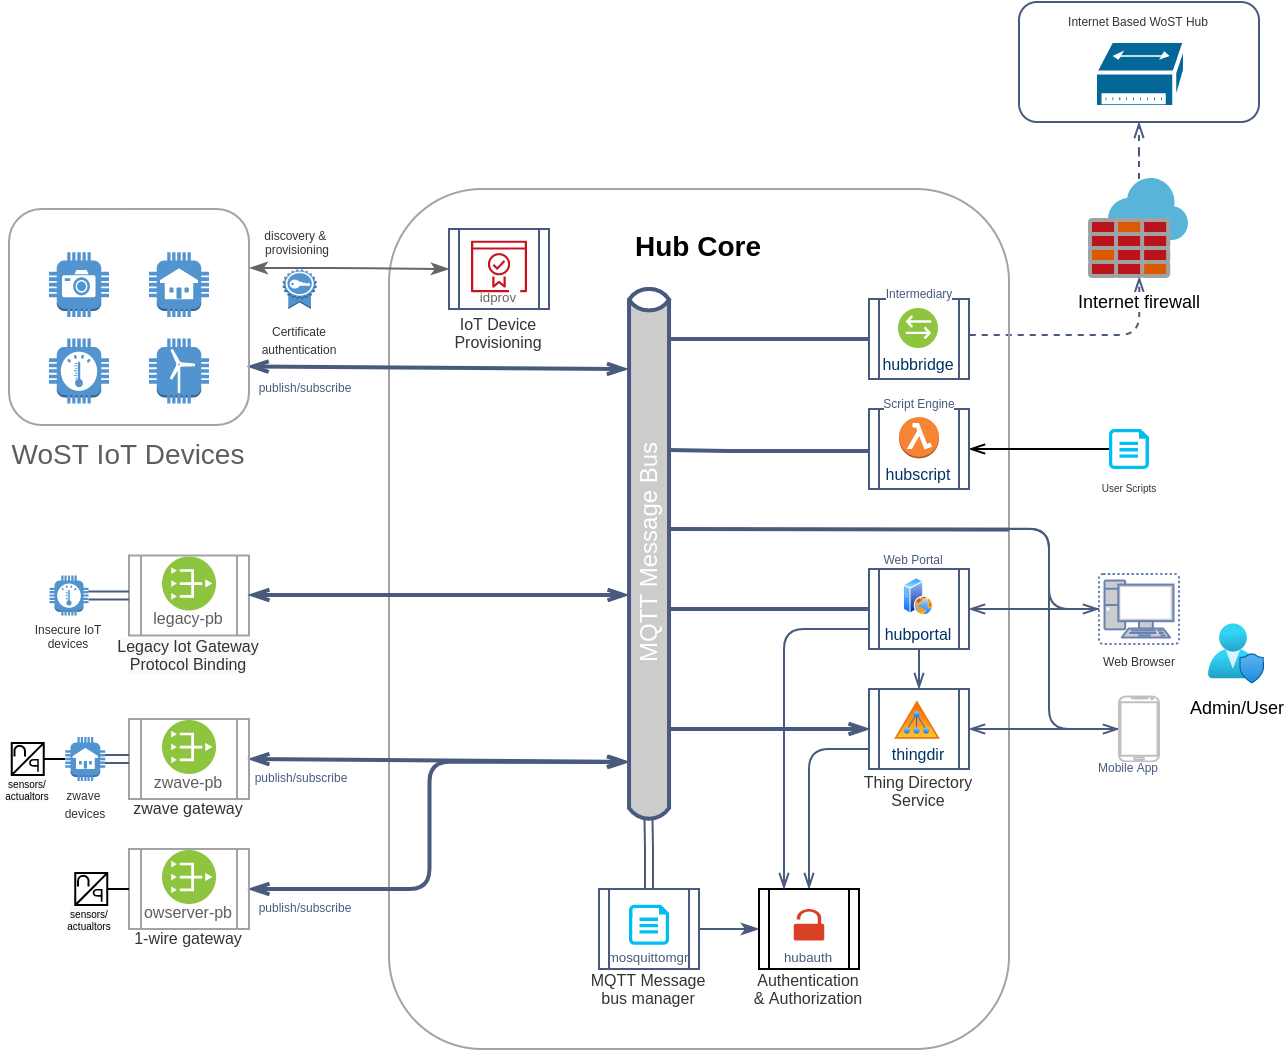 Internet Based WoST Hub
discovery &
provisioning
Certificate
authentication
publish/subscribe
WoST IoT Devices
Hub Core
idprov
IoT Device
Provisioning
MQTT Message Bus
Intermediary
hubbridge
Internet firewall
Script Engine
hubscript
User Scripts
Web Portal
hubportal
Web Browser
Admin/User
thingdir
Thing Directory
Service
Mobile App
Insecure IoT
devices
legacy-pb
Legacy Iot Gateway
Protocol Binding
sensors/
actualtors
zwave
devices
zwave-pb
zwave gateway
publish/subscribe
sensors/
actualtors
owserver-pb
1-wire gateway
publish/subscribe
mosquittomgr
MQTT Message
bus manager
hubauth
Authentication
& Authorization